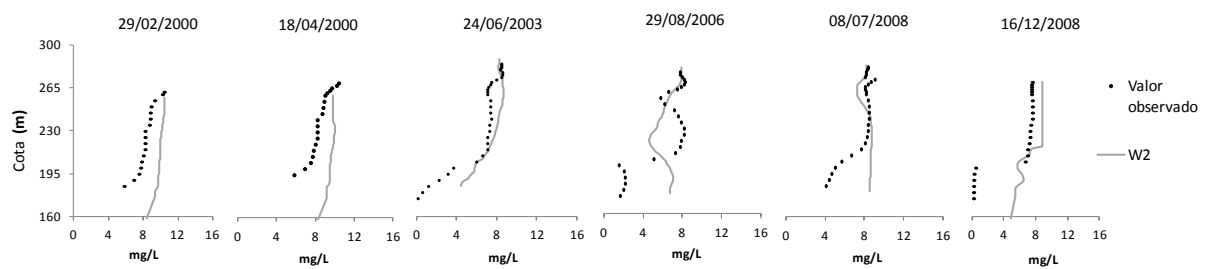 29/02/2000
18/04/2000
24/06/2003
29/08/2006
08/07/2008
16/12/2008
Cota (m)
300
265
230
195
160
0 4 8 12 16
0 4 8 12 16
0 4 8 12 16
0 4 8 12 16
0 4 8 12 16
0 4 8 12 16
mg/L
mg/L
mg/L
mg/L
mg/L
mg/L
Valor
observado
W2